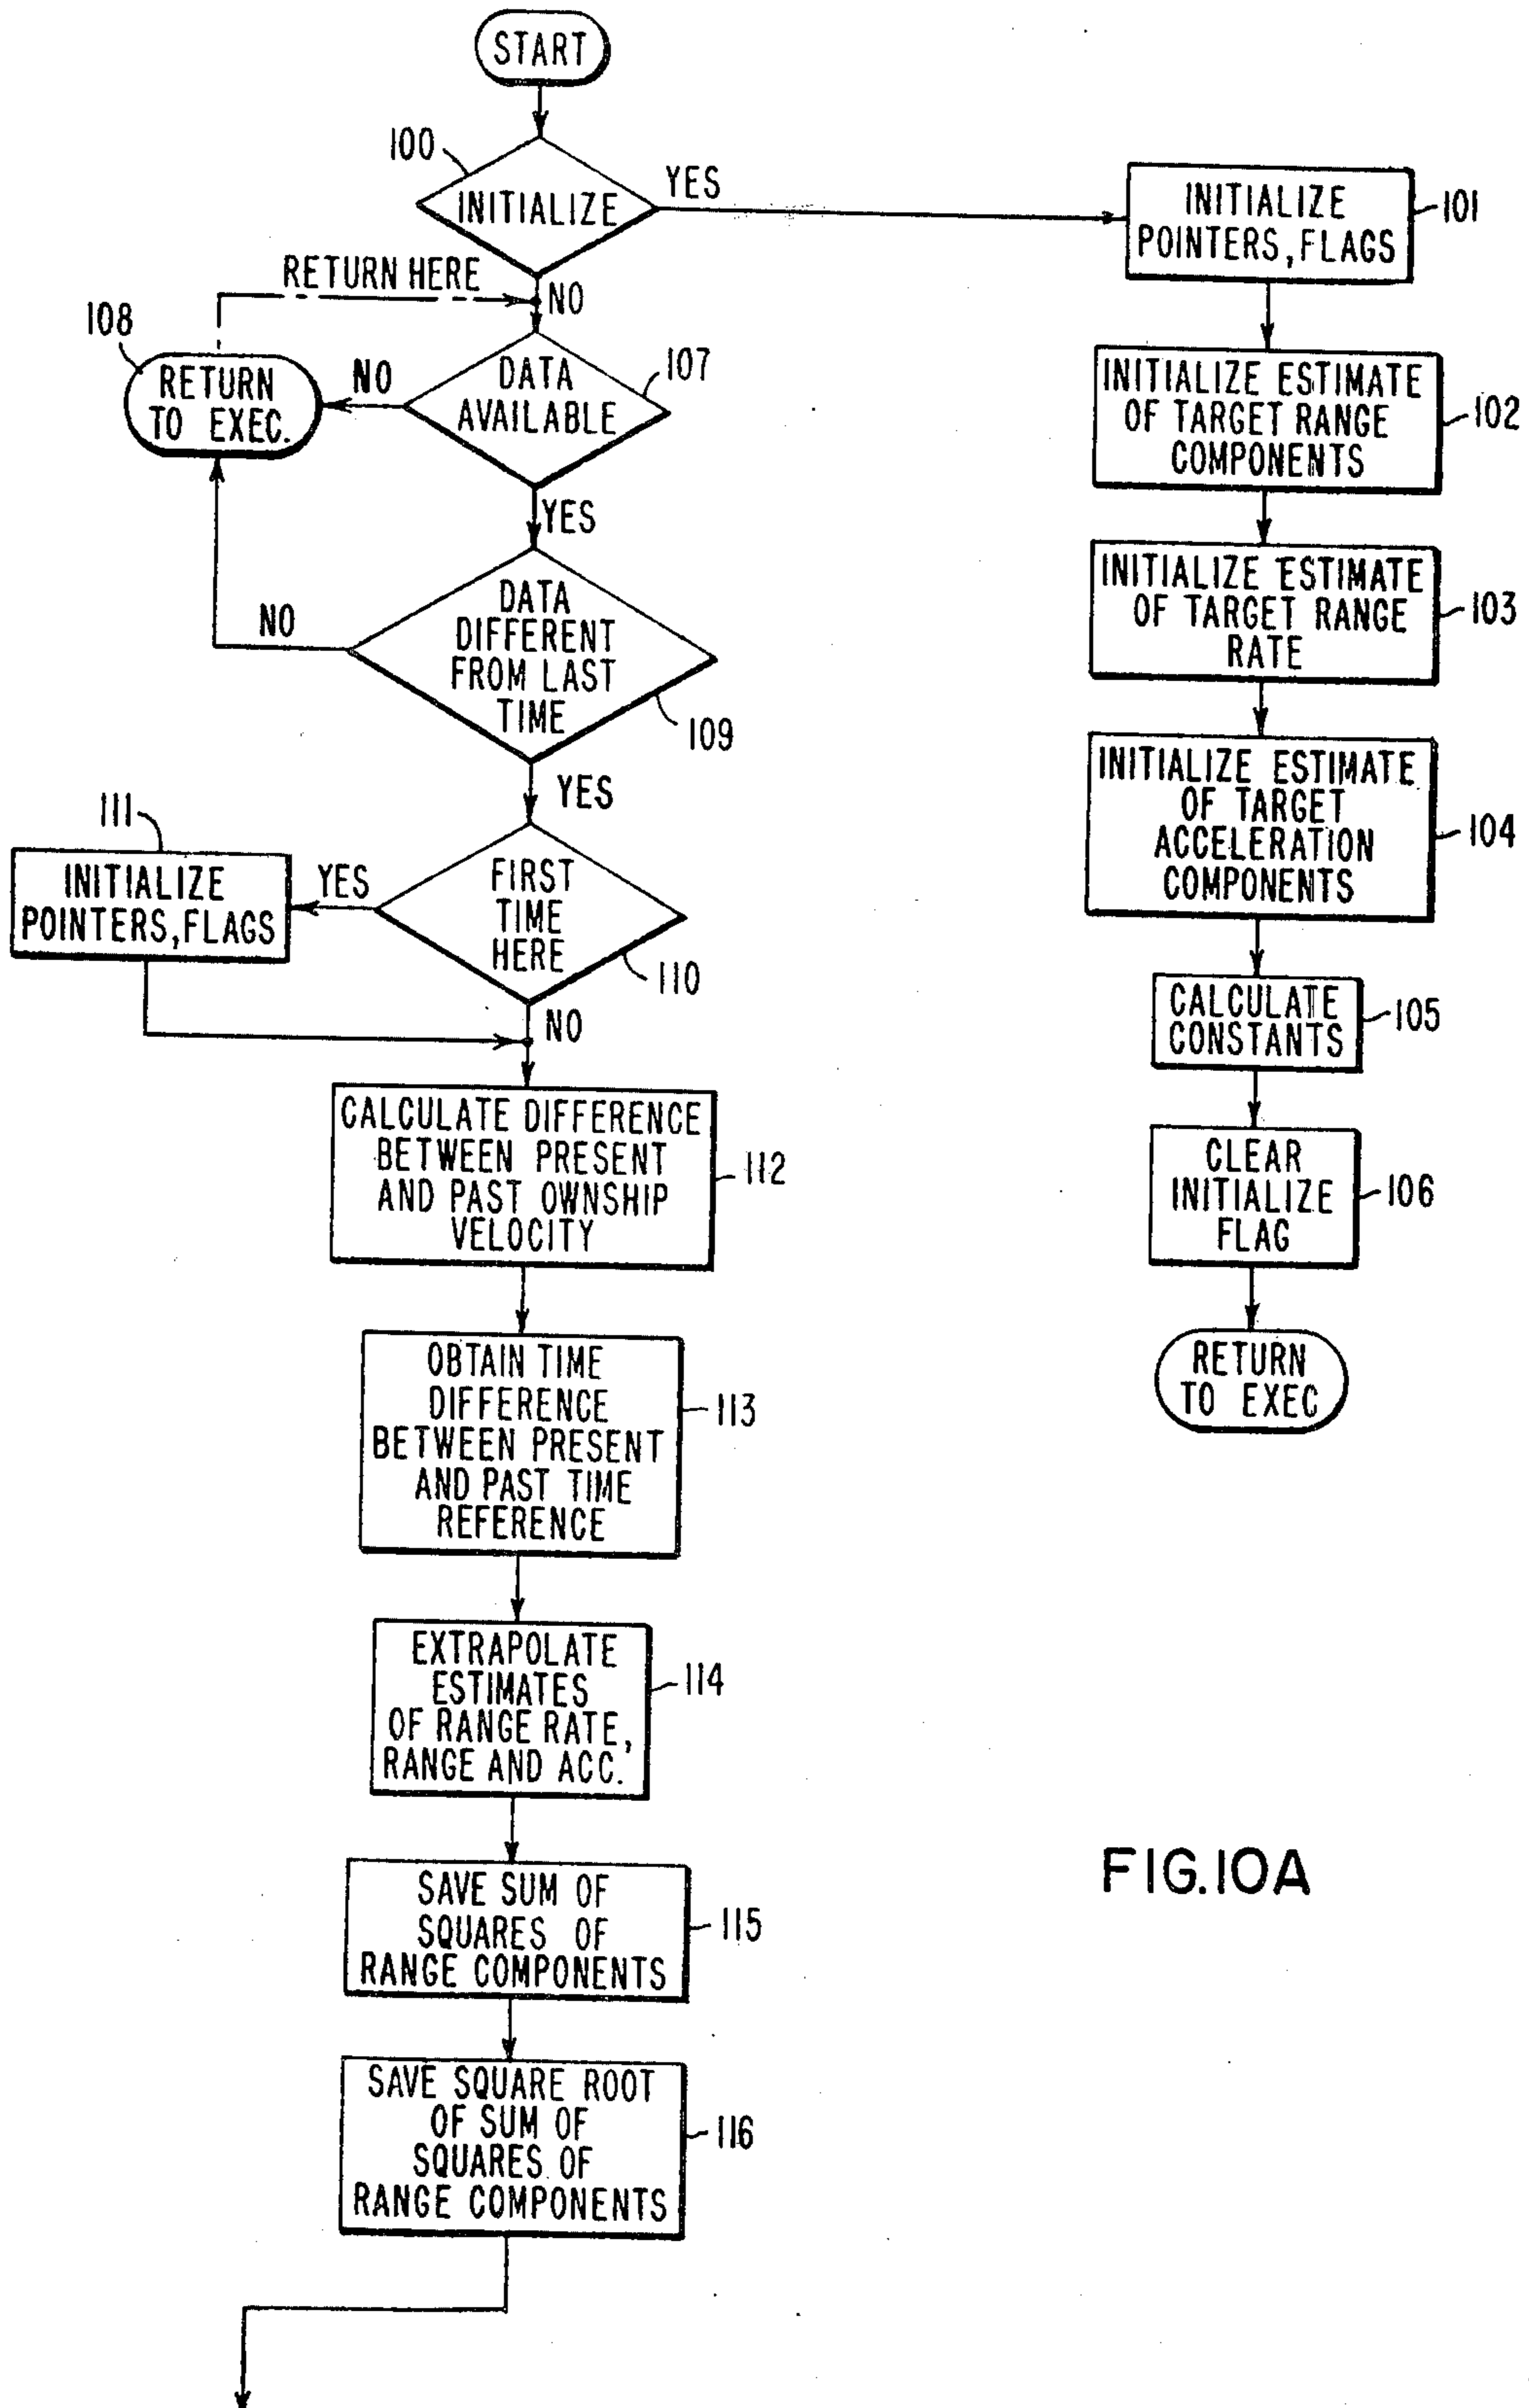 START
100
INITIALIZE
YES
INITIALIZE
POINTERS, FLAGS
101
RETURN HERE
NO
108
RETURN
TO EXEC.
NO
DATA
AVAILABLE
107
INITIALIZE ESTIMATE
OF TARGET RANGE
COMPONENTS
102
YES
NO
DATA
DIFFERENT
FROM LAST
TIME
109
INITIALIZE ESTIMATE
OF TARGET RANGE
RATE
103
YES
INITIALIZE ESTIMATE
OF TARGET
ACCELERATION
COMPONENTS
104
111
INITIALIZE
POINTERS, FLAGS
YES
FIRST
TIME
HERE
110
NO
CALCULATE
CONSTANTS
105
CALCULATE DIFFERENCE
BETWEEN PRESENT
AND PAST OWNSHIP
VELOCITY
112
CLEAR
INITIALIZE
FLAG
106
OBTAIN TIME
DIFFERENCE
BETWEEN PRESENT
AND PAST TIME
REFERENCE
113
RETURN
TO EXEC
EXTRAPOLATE
ESTIMATES
OF RANGE RATE,
RANGE AND ACC.
114
SAVE SUM OF
SQUARES OF
RANGE COMPONENTS
115
FIG.10A
SAVE SQUARE ROOT
OF SUM OF
SQUARES OF
RANGE COMPONENTS
116